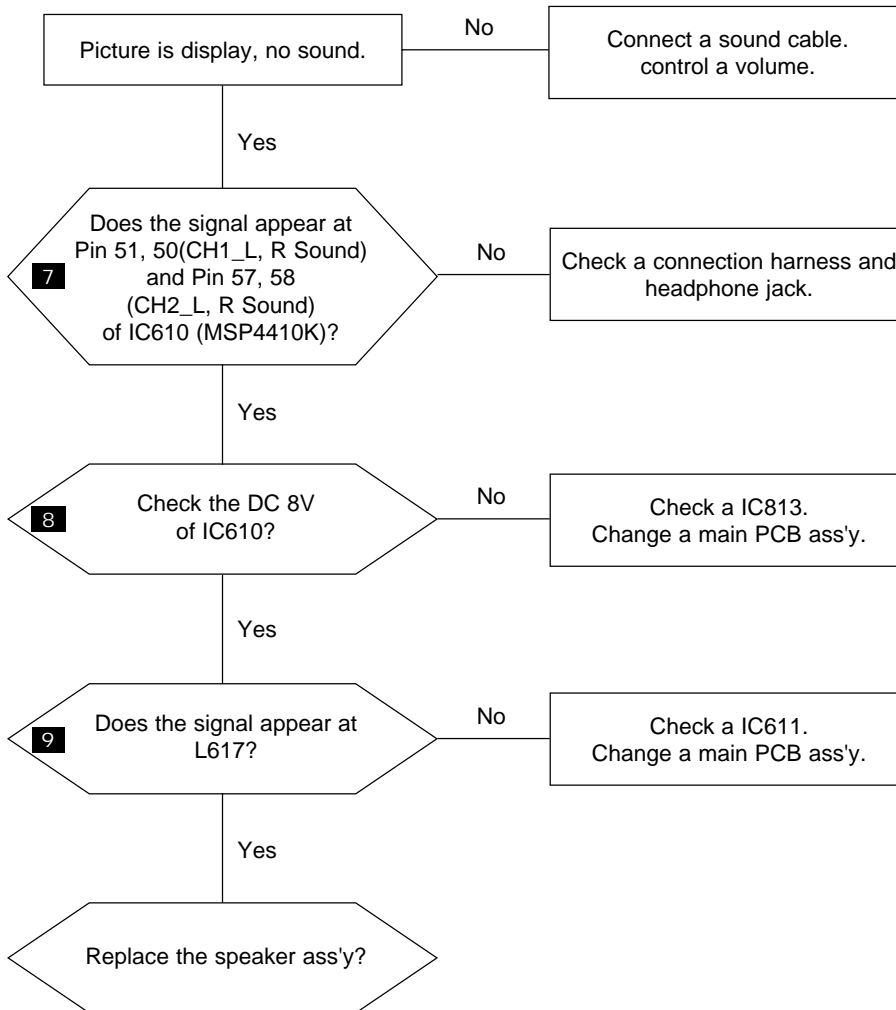 Picture is display, no sound.
No
Connect a sound cable.
control a volume.
Yes
Does the signal appear at
Pin 51, 50(CH1_L, R Sound)
and Pin 57, 58
(CH2_L, R Sound)
of IC610 (MSP4410K)?
7
No
Check a connection harness and
headphone jack.
Yes
Check the DC 8V
of IC610?
8
No
Check a IC813.
Change a main PCB ass'y.
Yes
Does the signal appear at
L617?
9
No
Check a IC611.
Change a main PCB ass'y.
Yes
Replace the speaker ass'y?